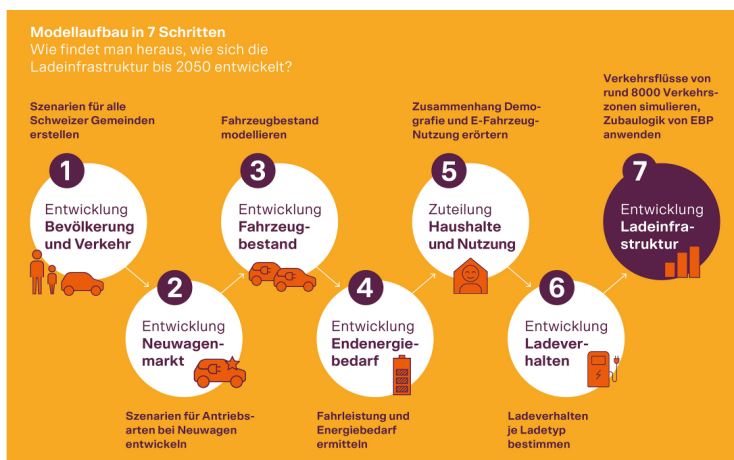 Modellaufbau in 7 Schritten
Wie findet man heraus, wie sich die
Ladeinfrastruktur bis 2050 entwickelt?
Szenarien für alle
Schweizer Gemeinden
erstellen
1
Entwicklung
Bevölkerung
und Verkehr
2
Entwicklung
Neuwagen-
markt
Szenarien für Antriebs-
arten bei Neuwagen
entwickeln
Fahrzeugbestand
modellieren
3
Entwicklung
Fahrzeug-
bestand
4
Entwicklung
Endenergie-
bedarf
Fahrleistung und
Energiebedarf
ermitteln
Zusammenhang Demo-
grafie und E-Fahrzeug-
Nutzung erörtern
5
Zuteilung
Haushalte
und Nutzung
6
Entwicklung
Ladever-
halten
Ladeverhalten
je Ladetyp
bestimmen
Verkehrsflüsse von
rund 8000 Verkehrs-
zonen simulieren,
Zubaulogik von EBP
anwenden
7
Entwicklung
Ladeinfra-
struktur